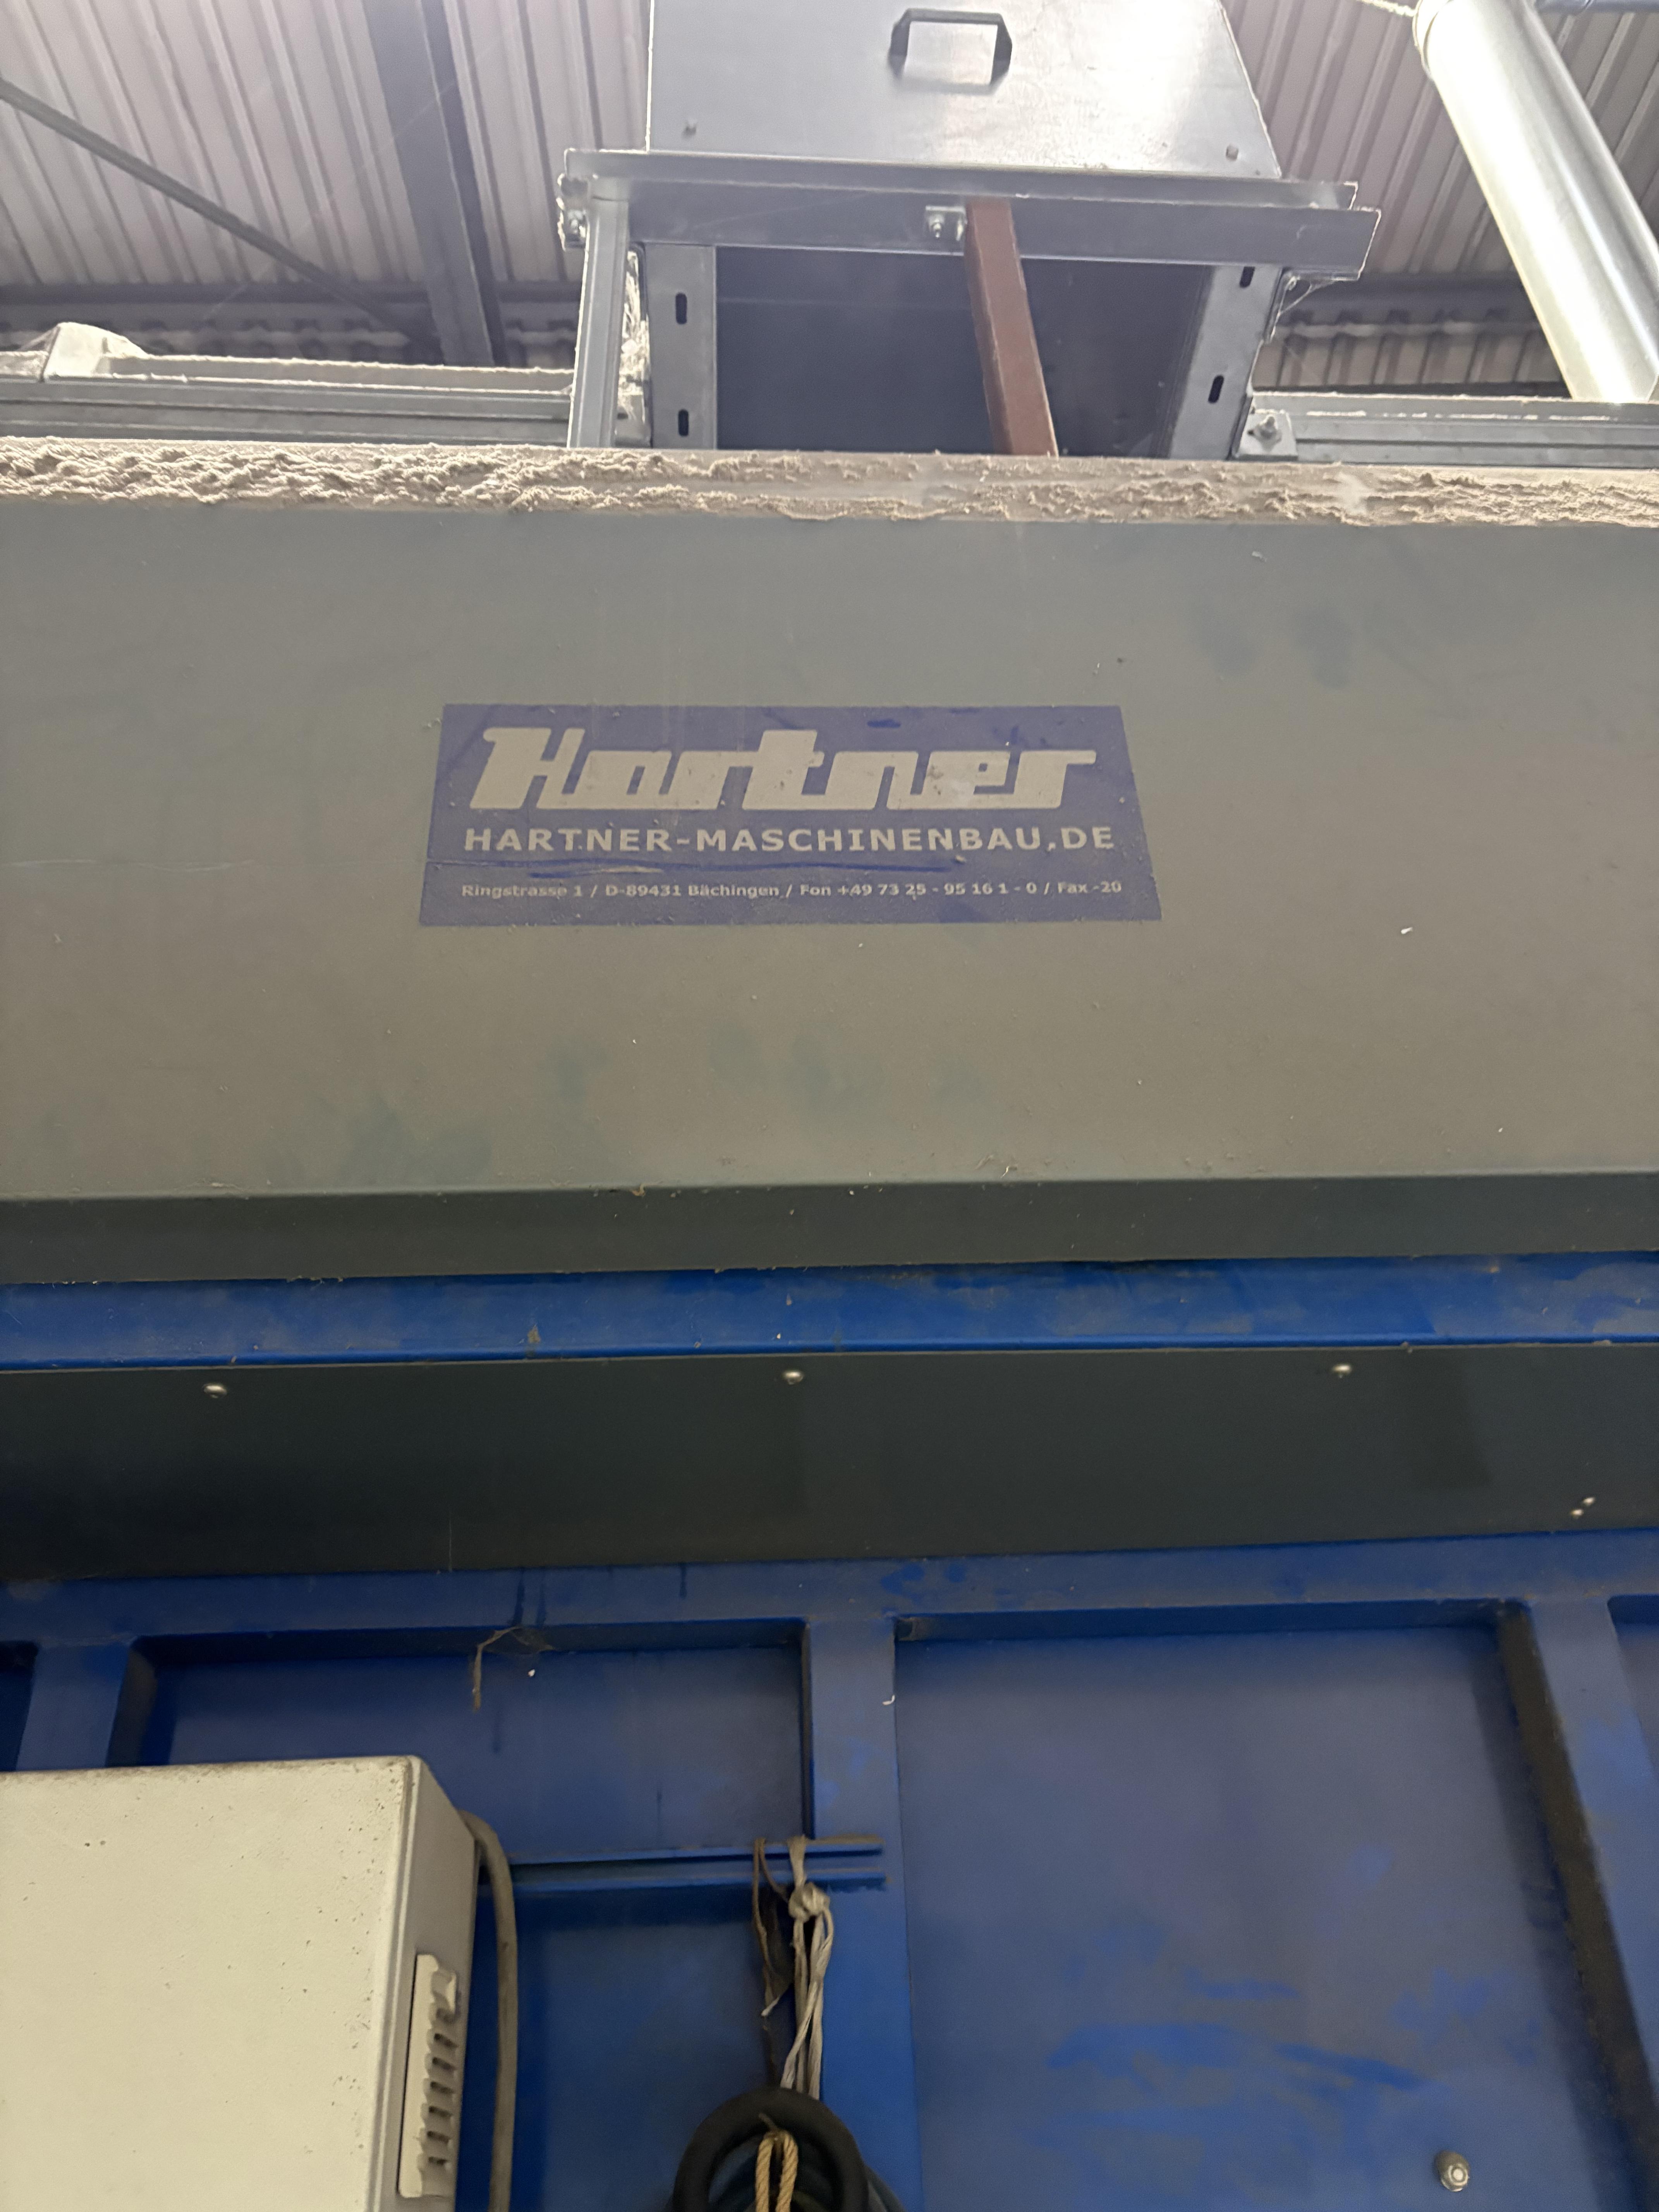 Hartner
HARTNER-MASCHINENBAU.DE
Ringstrasse 1 / D-89431 Bächingen / Fon +49 73 25 - 95 16 1 - 0 / Fax -20